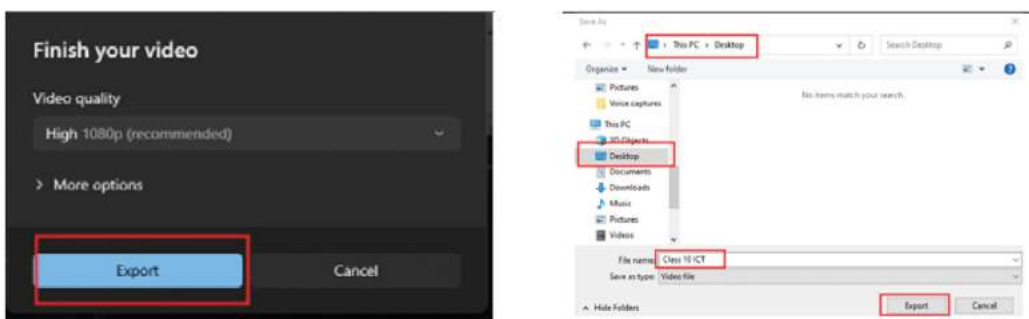 Finish your video
Video quality
High 1080p (recommended)
More options
Export Cancel
Save As
This PC › Desktop
Search Desktop
Organize New folder
Pictures
Voice captures
No items match your search.
This PC
3D Objects
Desktop
Documents
Downloads
Music
Pictures
Videos
File name: Class 10 ICT
Save as type: Video file
Hide Folders
Export Cancel